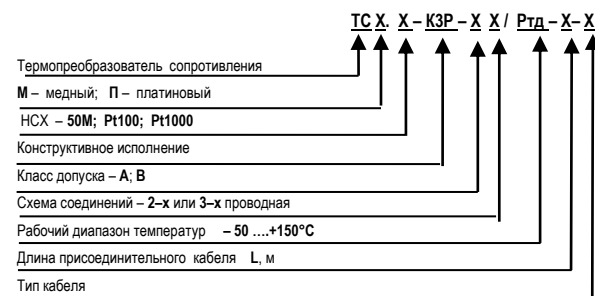 ТС Х. Х – КЗР – Х Х / Ртд – Х– Х
Термопреобразователь сопротивления
М – медный; П – платиновый
НСХ – 50М; Pt100; Pt1000
Конструктивное исполнение
Класс допуска – А; В
Схема соединений – 2–х или 3–х проводная
Рабочий диапазон температур – 50 ….+150°С
Длина присоединительного кабеля L, м
Тип кабеля